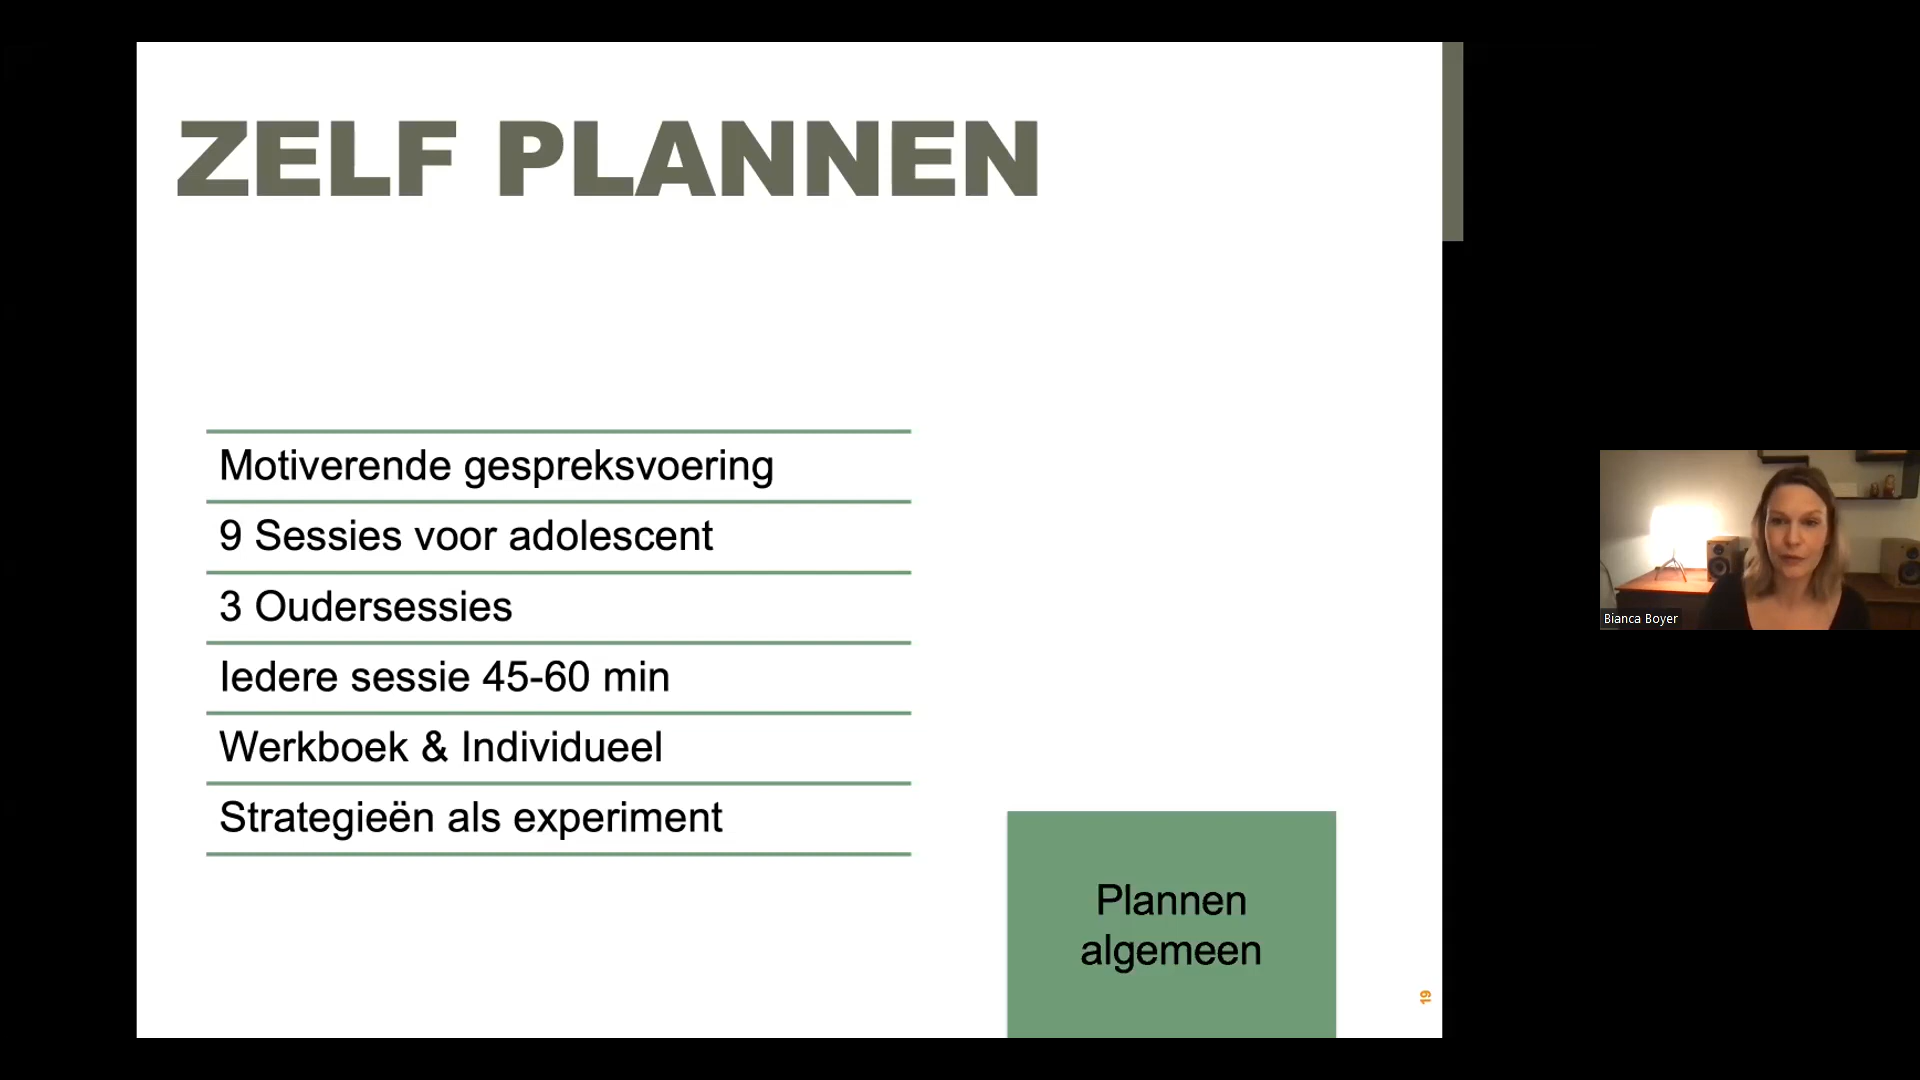 ZELF PLANNEN
Motiverende gespreksvoering
9 Sessies voor adolescent
3 Oudersessies
Iedere sessie 45-60 min
Werkboek & Individueel
Strategieën als experiment
Plannen
algemeen
19
Bianca Boyer